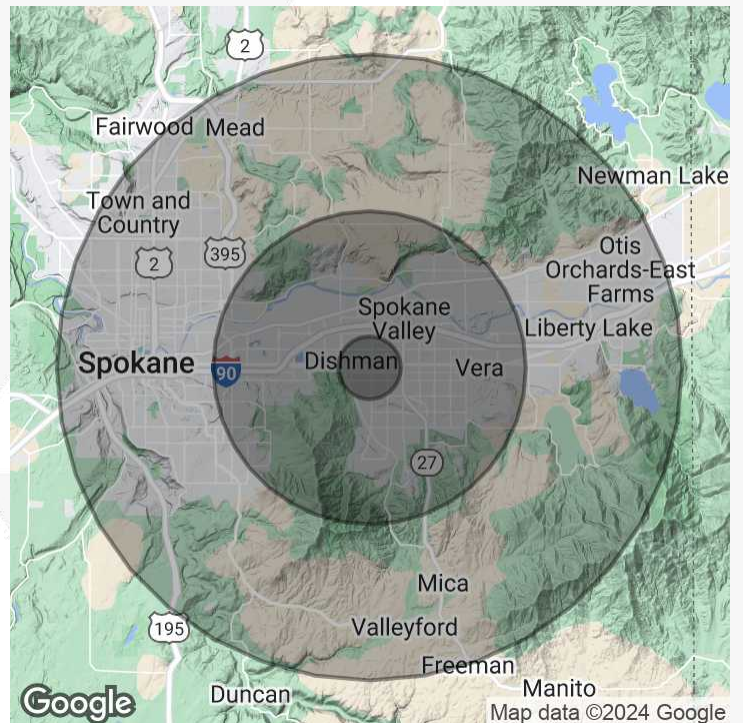 2
Fairwood
Mead
Newman Lake
Town and
Country
2
395
Otis
Orchards-East
Farms
Spokane
Valley
Liberty Lake
Spokane
90
Dishman
Vera
27
Mica
195
Valleyford
Freeman
Duncan
Manito
Google
Map data ©2024 Google